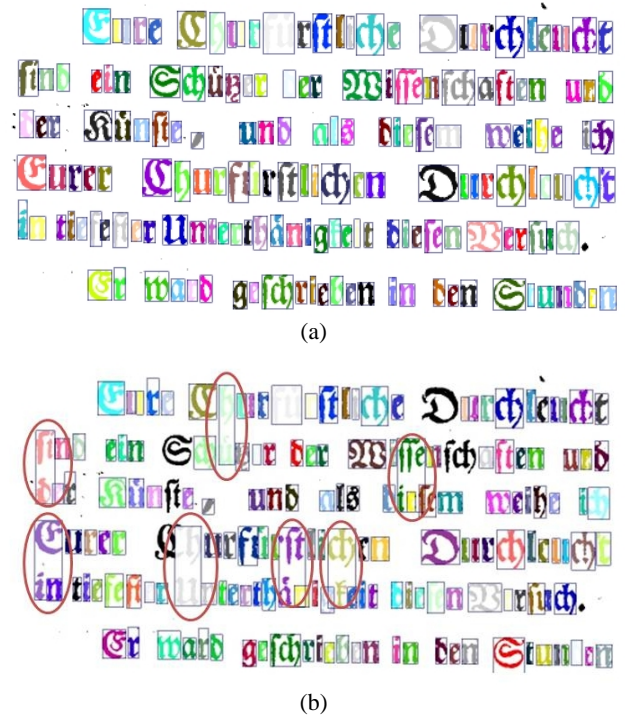 Eure Churfürstliche Durchleucht
sind ein Schützer der Wissenschaften und
der Künste, und als diesem weihe ich
Eurer Churfürstlichen Durchleucht
in tiefester Unterthänigkeit diesen Versuch.
Er ward geschrieben in den Stunden
(a)
Eure Churfürstliche Durchleucht
sind ein Schützer der Wissenschaften und
der Künste, und als diesem weihe ich
Eurer Churfürstlichen Durchleucht
in tiefester Unterthänigkeit diesen Versuch.
Er ward geschrieben in den Stunden
(b)